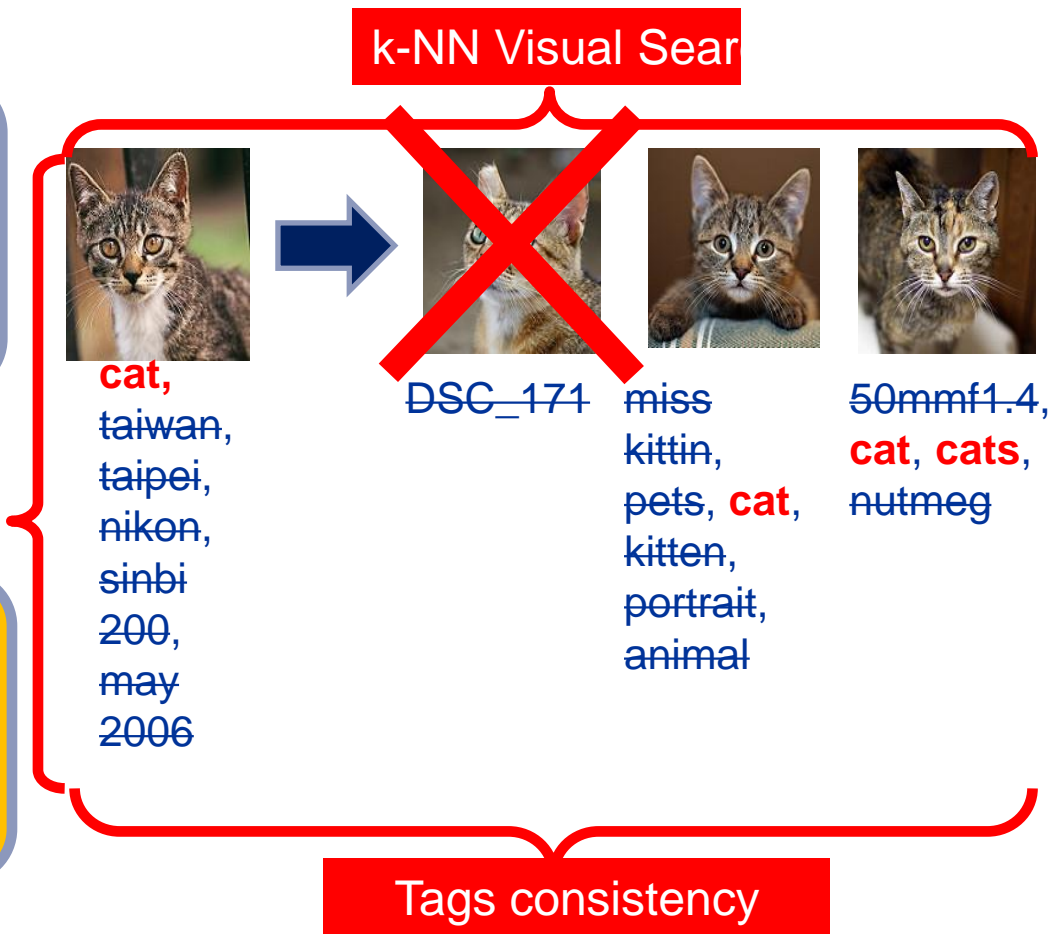 k-NN Visual Sear
cat,
taiwan,
taipei,
nikon,
sinbi
200,
may
2006
DSC_171
miss
kittin,
pets, cat,
kitten,
portrait,
animal
50mmf1.4,
cat, cats,
nutmeg
Tags consistency